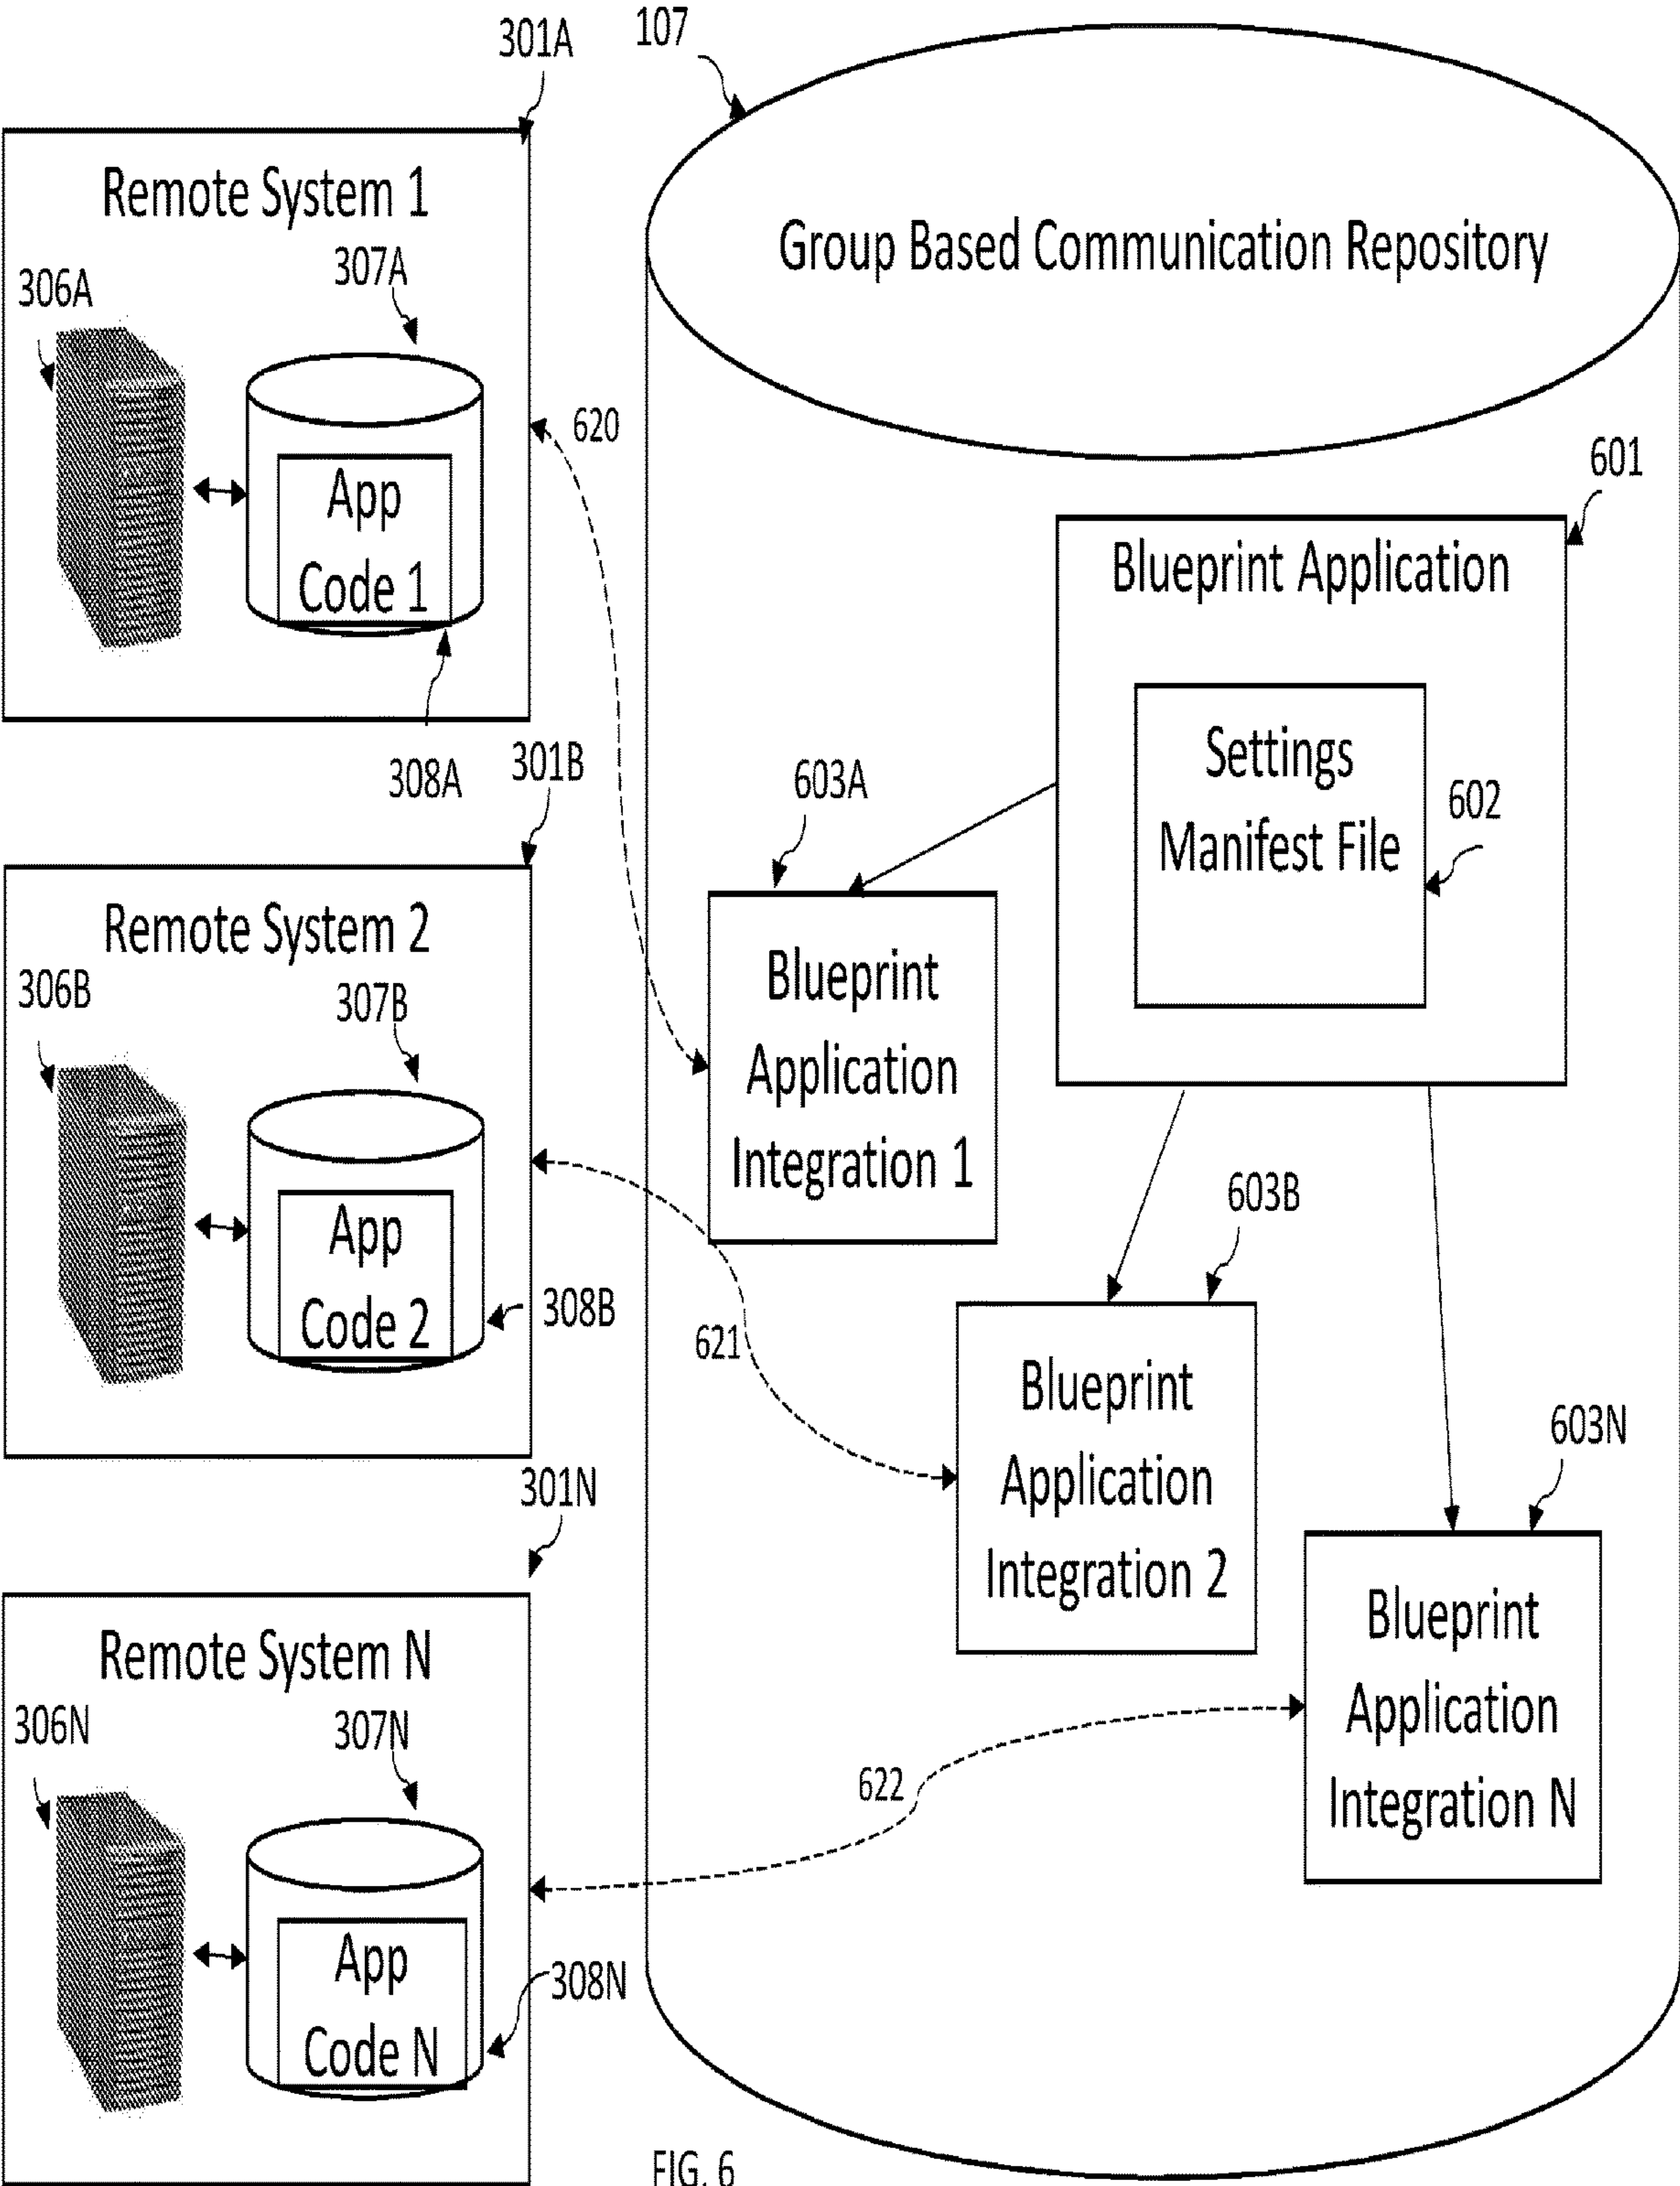 301A
107
Remote System 1
307A
306A
App
Code 1
308A
620
Group Based Communication Repository
601
Blueprint Application
Settings
Manifest File
602
603A
Blueprint
Application
Integration 1
301B
Remote System 2
306B
307B
App
Code 2
308B
621
603B
Blueprint
Application
Integration 2
603N
Blueprint
Application
Integration N
301N
Remote System N
306N
307N
App
Code N
308N
622
FIG. 6